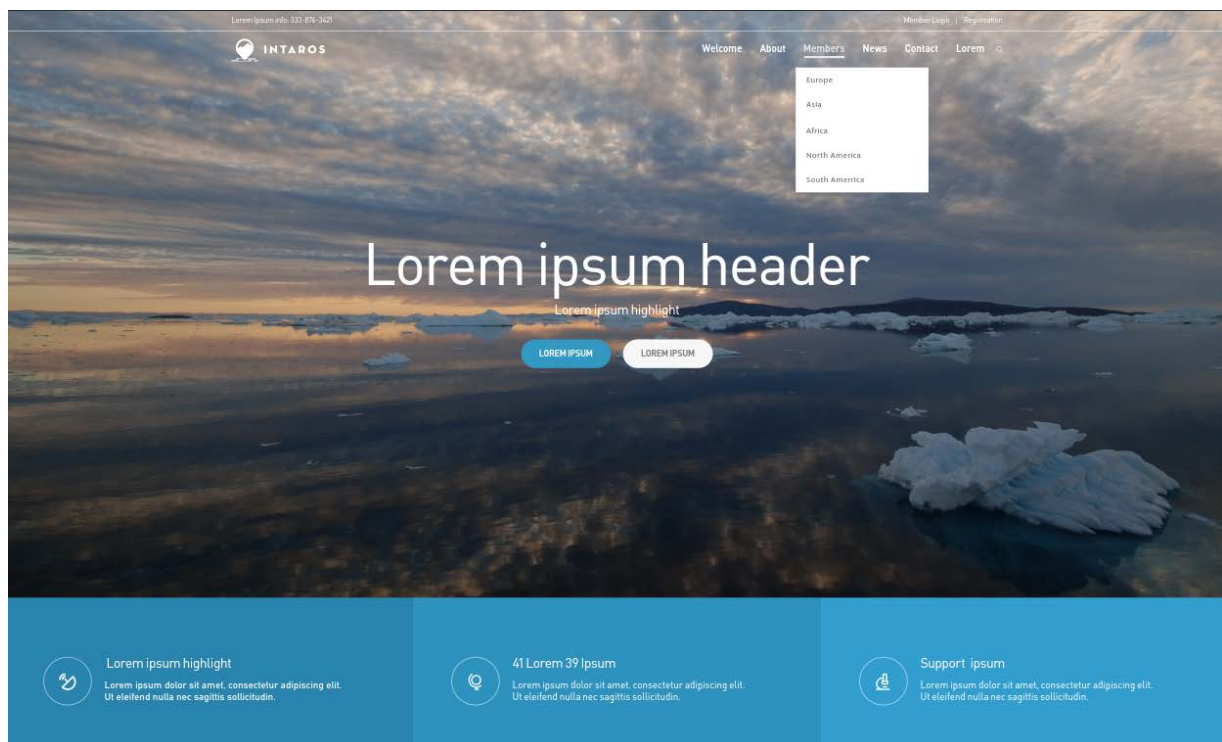 Lorem Ipsum info: 333-876-3421
Member Login | Registration
INTAROS
Welcome About Members News Contact Lorem
Europe
Asia
Africa
North America
South Amerrica
Lorem ipsum header
Lorem ipsum highlight
LOREM IPSUM LOREM IPSUM
Lorem ipsum highlight
Lorem ipsum dolor sit amet, consectetur adipiscing elit.
Ut eleifend nulla nec sagittis sollicitudin.
41 Lorem 39 Ipsum
Lorem ipsum dolor sit amet, consectetur adipiscing elit.
Ut eleifend nulla nec sagittis sollicitudin.
Support ipsum
Lorem ipsum dolor sit amet, consectetur adipiscing elit.
Ut eleifend nulla nec sagittis sollicitudin.